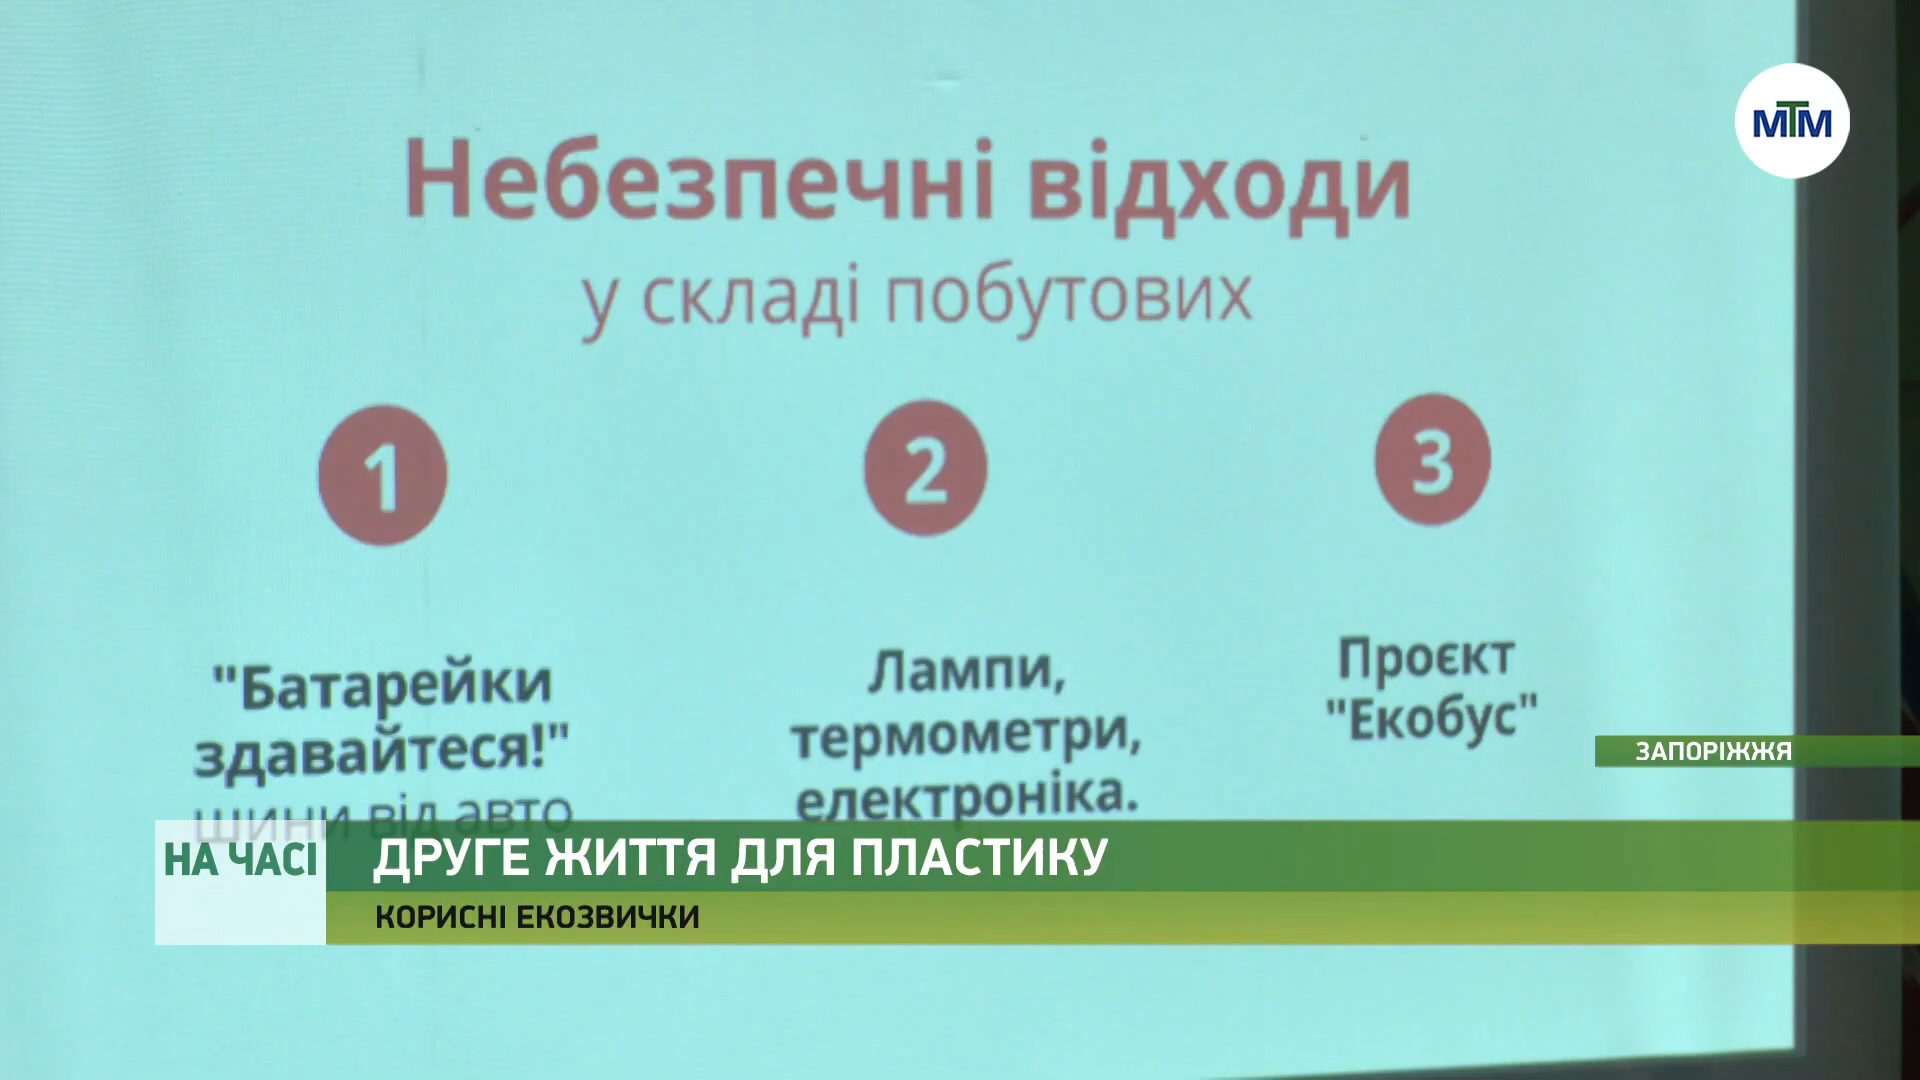 МТМ
Небезпечні відходи
у складі побутових
1
2
3
"Батарейки
здавайтеся!"
шини від авто
Лампи,
термометри,
електроніка.
Проєкт
"Екобус"
ЗАПОРІЖЖЯ
НА ЧАСІ
ДРУГЕ ЖИТТЯ ДЛЯ ПЛАСТИКУ
КОРИСНІ ЕКОЗВИЧКИ